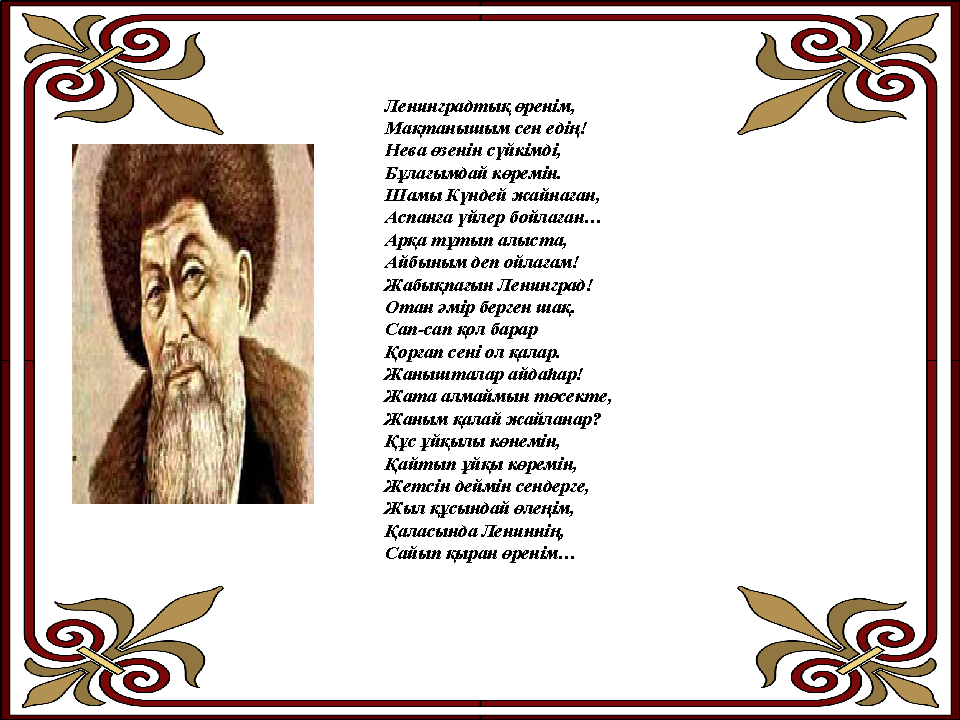 Ленинградтық өренім,
Мақтанышым сен едің!
Нева өзенін сүйкімді,
Бұлағымдай көремін.
Шамы Күндей жайнаған,
Аспанға үйлер бойлаған…
Арқа тұтып алыста,
Айбыным деп ойлағам!
Жабықпағын Ленинград!
Отан әмір берген шақ.
Сап-сап қол барар
Қорғап сені ол қалар.
Жанышталар айдаһар!
Жата алмаймын төсекте,
Жаным қалай жайланар?
Құс ұйқылы көнемін,
Қайтып ұйқы көремін,
Жетсін деймін сендерге,
Жыл құсындай өлеңім,
Қаласында Лениннің,
Сайып қыран өренім…